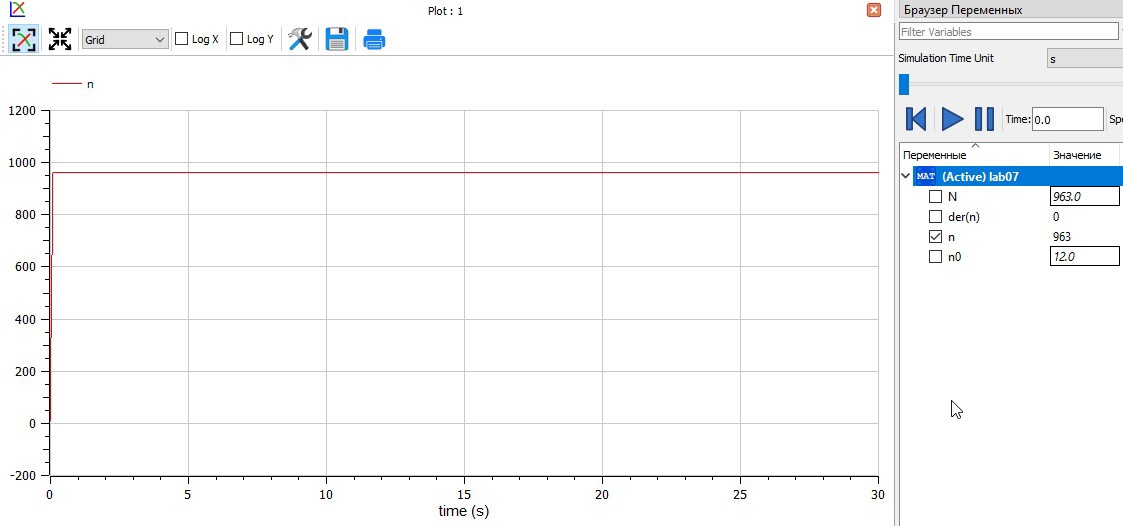 Plot : 1
Grid
Log X
Log Y
n
1200
1000
800
600
400
200
0
-200
0
5
10
15
20
25
30
time (s)
Браузер Переменных
Filter Variables
Simulation Time Unit
s
Time:
0.0
Spe
Переменные
Значение
MAT
(Active) lab07
N
963.0
der(n)
0
n
963
n0
12.0